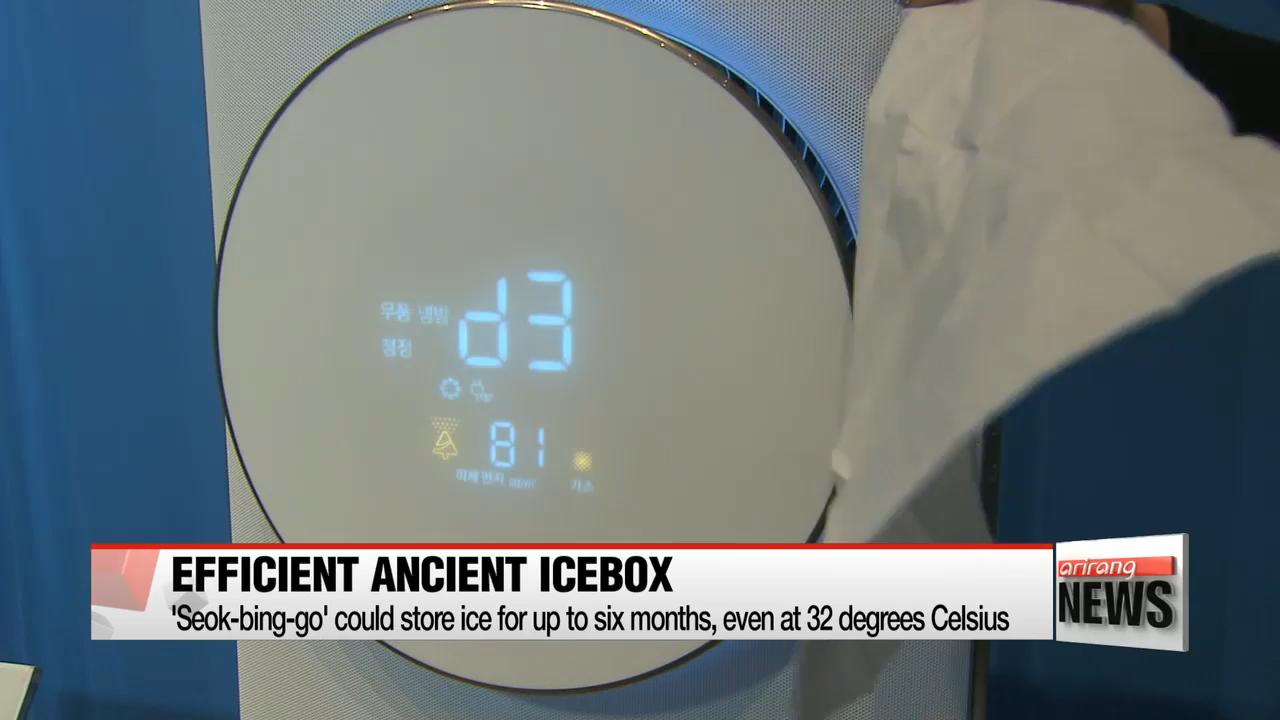 d3
무풍 냉방
청정
81
미세먼지
가스
EFFICIENT ANCIENT ICEBOX
'Seok-bing-go' could store ice for up to six months, even at 32 degrees Celsius
arirang
NEWS